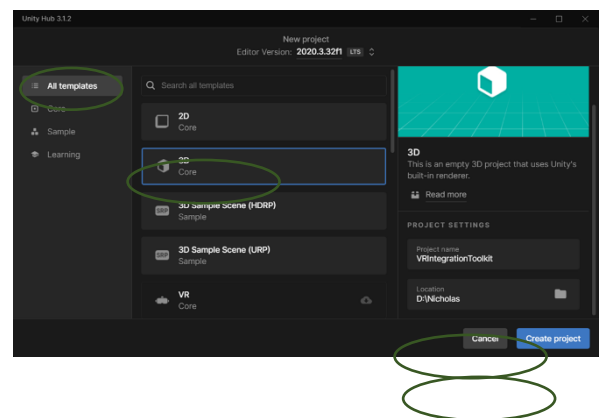 Unity Hub 3.1.2
New project
Editor Version: 2020.3.32f1 LTS
All templates
Core
Sample
Learning
Search all templates
2D
Core
3D
Core
SRP
3D Sample Scene (HDRP)
Sample
SRP
3D Sample Scene (URP)
Sample
VR
Core
3D
This is an empty 3D project that uses Unity's
built-in renderer.
Read more
PROJECT SETTINGS
Project name
VRIntegrationToolkit
Location
D:\Nicholas
Cancel
Create project